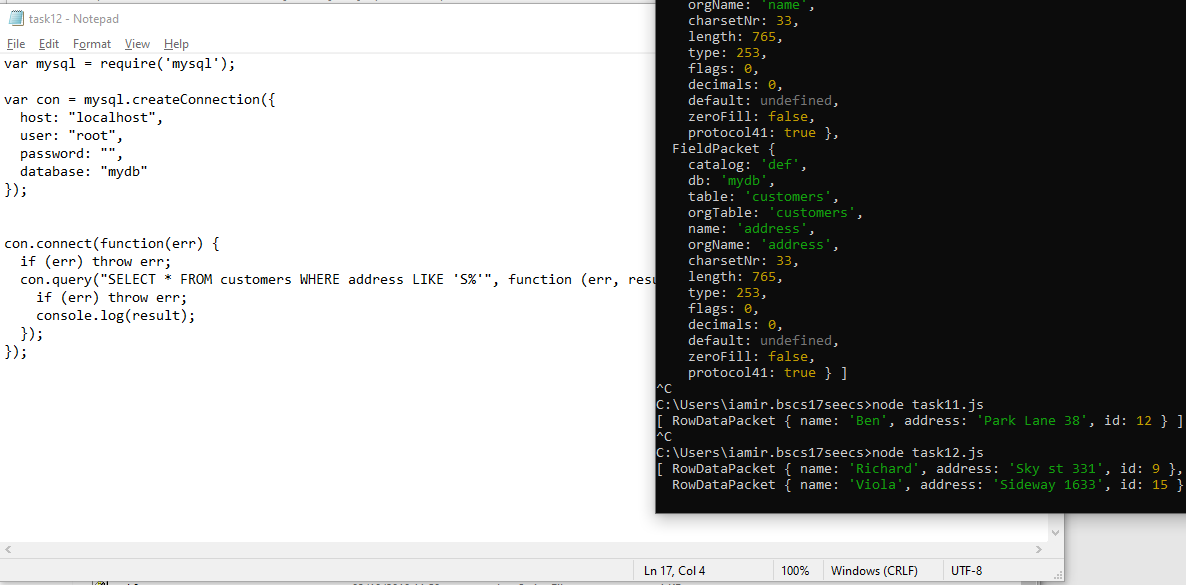 task12 - Notepad
File Edit Format View Help
var mysql = require('mysql');
var con = mysql.createConnection({
host: "localhost",
user: "root",
password: "",
database: "mydb"
});
con.connect(function(err) {
if (err) throw err;
con.query("SELECT * FROM customers WHERE address LIKE 'S%'", function (err, resu
if (err) throw err;
console.log(result);
});
});
Ln 17, Col 4 100% Windows (CRLF) UTF-8
orgName: 'name',
charsetNr: 33,
length: 765,
type: 253,
flags: 0,
decimals: 0,
default: undefined,
zeroFill: false,
protocol41: true },
FieldPacket {
catalog: 'def',
db: 'mydb',
table: 'customers',
orgTable: 'customers',
name: 'address',
orgName: 'address',
charsetNr: 33,
length: 765,
type: 253,
flags: 0,
decimals: 0,
default: undefined,
zeroFill: false,
protocol41: true } ]
^C
C:\Users\iamir.bscs17seecs>node task11.js
[ RowDataPacket { name: 'Ben', address: 'Park Lane 38', id: 12 } ]
^C
C:\Users\iamir.bscs17seecs>node task12.js
[ RowDataPacket { name: 'Richard', address: 'Sky st 331', id: 9 },
RowDataPacket { name: 'Viola', address: 'Sideway 1633', id: 15 }